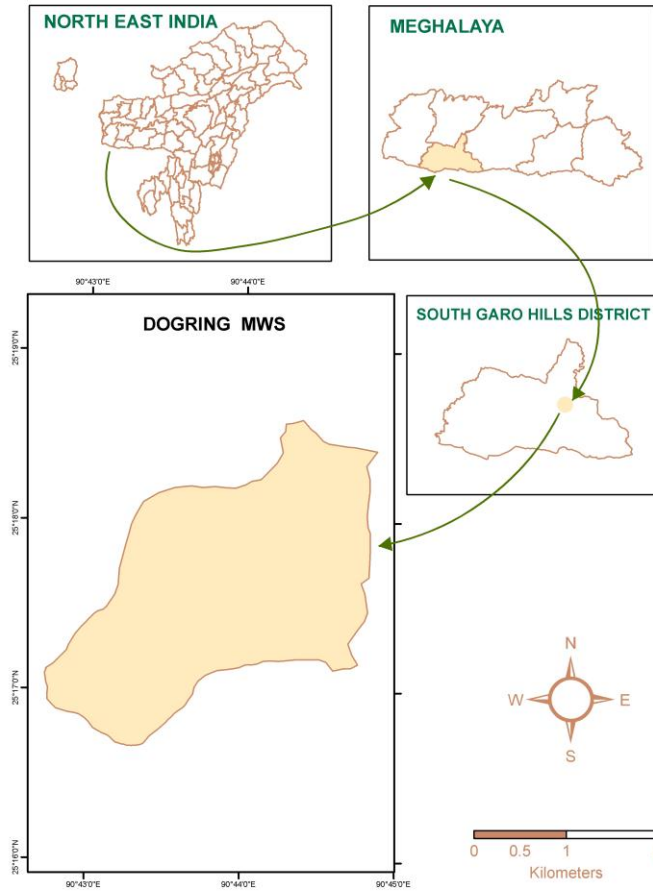 NORTH EAST INDIA
MEGHALAYA
90°43'0"E
90°44'0"E
DOGRING MWS
SOUTH GARO HILLS DISTRICT
25°19'0"N
25°18'0"N
25°17'0"N
25°16'0"N
N
W
E
S
0
0.5
1
Kilometers
90°43'0"E
90°44'0"E
90°45'0"E